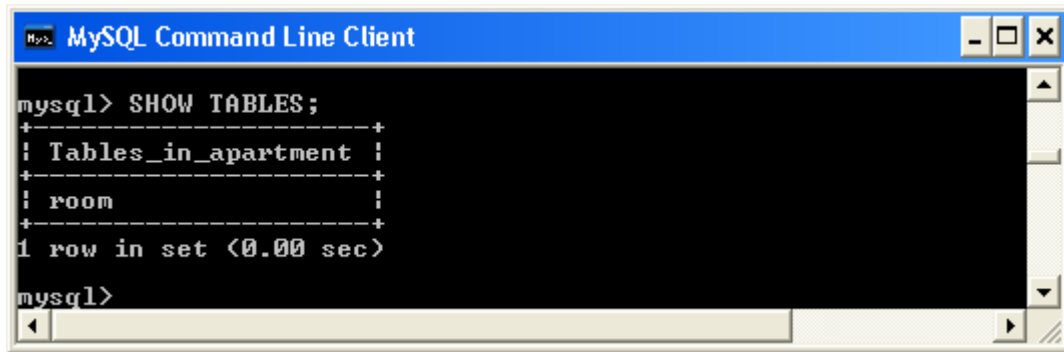 MySQL Command Line Client
mysql> SHOW TABLES;
+---------------------+
| Tables_in_apartment |
+---------------------+
| room                |
+---------------------+
1 row in set (0.00 sec)
mysql>